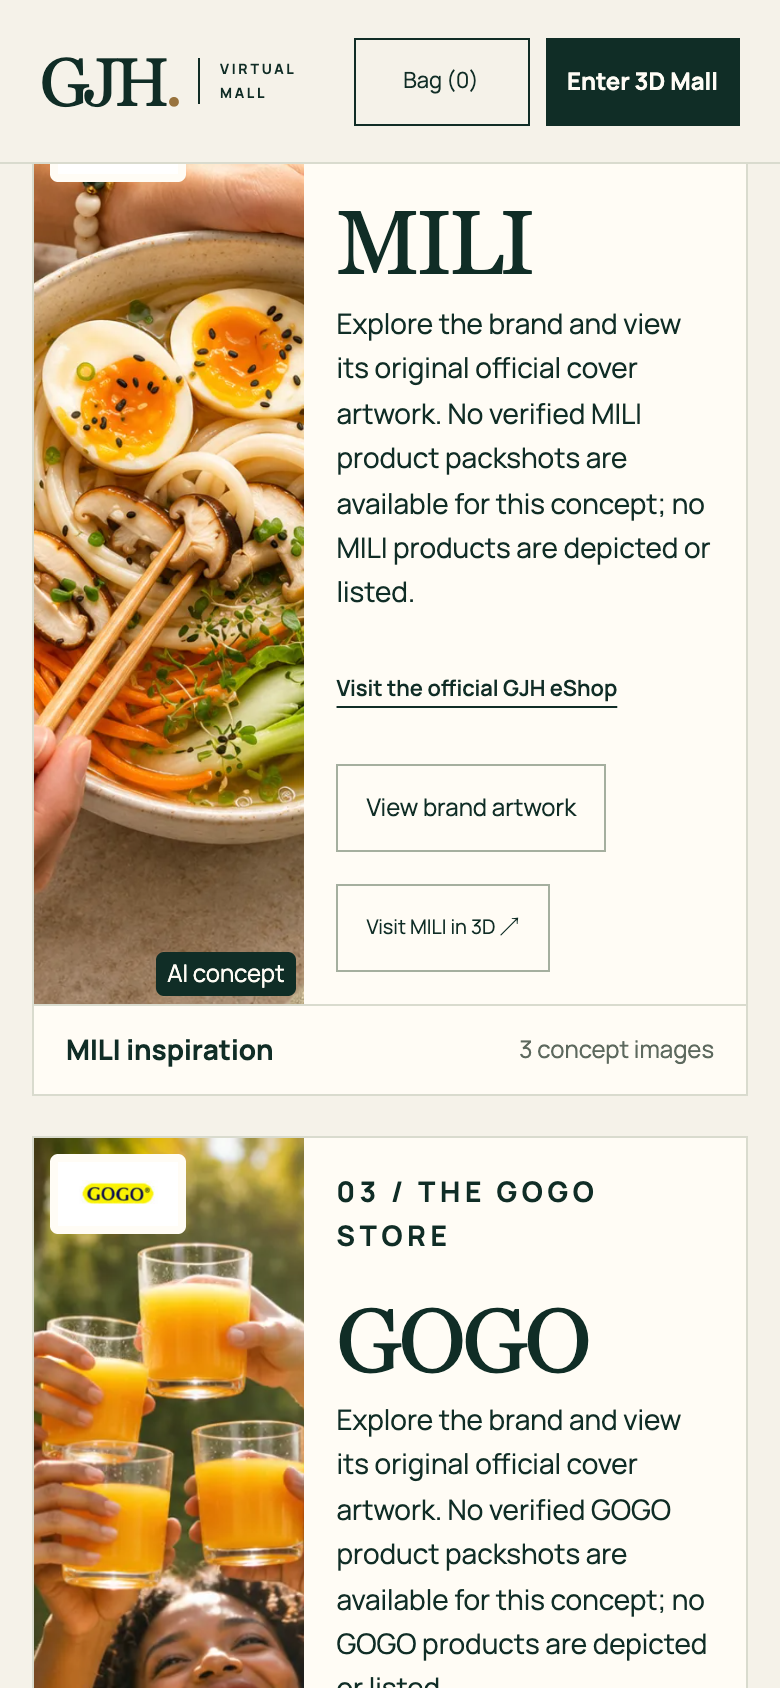 GJH.
VIRTUAL
MALL
Bag (0)
Enter 3D Mall
MILI
Explore the brand and view
its original official cover
artwork. No verified MILI
product packshots are
available for this concept; no
MILI products are depicted or
listed.
Visit the official GJH eShop
View brand artwork
Visit MILI in 3D ↗
AI concept
MILI inspiration
3 concept images
GOGO®
03 / THE GOGO
STORE
GOGO
Explore the brand and view
its original official cover
artwork. No verified GOGO
product packshots are
available for this concept; no
GOGO products are depicted
or listed